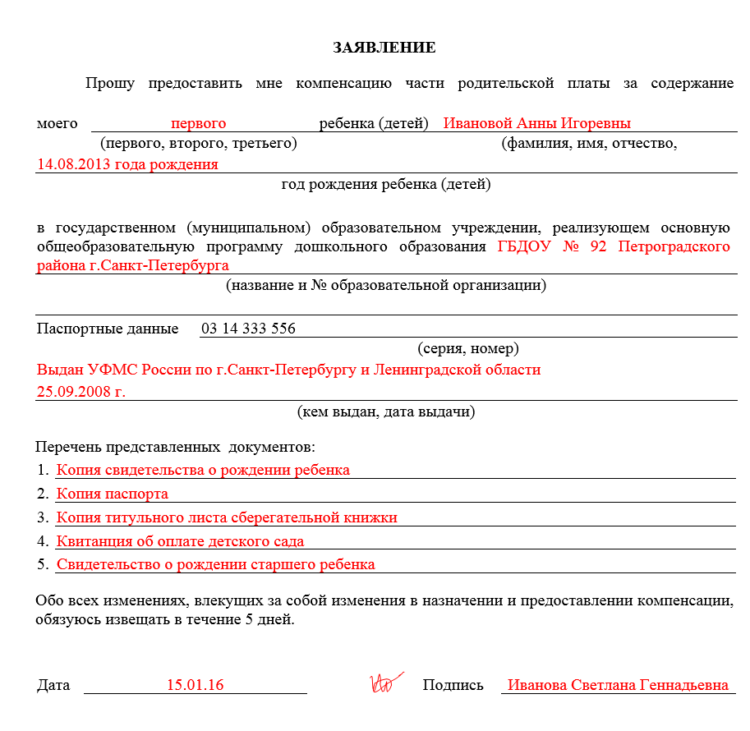 ЗАЯВЛЕНИЕ
Прошу предоставить мне компенсацию части родительской платы за содержание
моего первого ребенка (детей) Ивановой Анны Игоревны
(первого, второго, третьего) (фамилия, имя, отчество,
14.08.2013 года рождения
год рождения ребенка (детей)
в государственном (муниципальном) образовательном учреждении, реализующем основную
общеобразовательную программу дошкольного образования ГБДОУ № 92 Петроградского
района г.Санкт-Петербурга
(название и № образовательной организации)
Паспортные данные 03 14 333 556
(серия, номер)
Выдан УФМС России по г.Санкт-Петербургу и Ленинградской области
25.09.2008 г.
(кем выдан, дата выдачи)
Перечень представленных документов:
1. Копия свидетельства о рождении ребенка
2. Копия паспорта
3. Копия титульного листа сберегательной книжки
4. Квитанция об оплате детского сада
5. Свидетельство о рождении старшего ребенка
Обо всех изменениях, влекущих за собой изменения в назначении и предоставлении компенсации,
обязуюсь извещать в течение 5 дней.
Дата 15.01.16 Подпись Иванова Светлана Геннадьевна